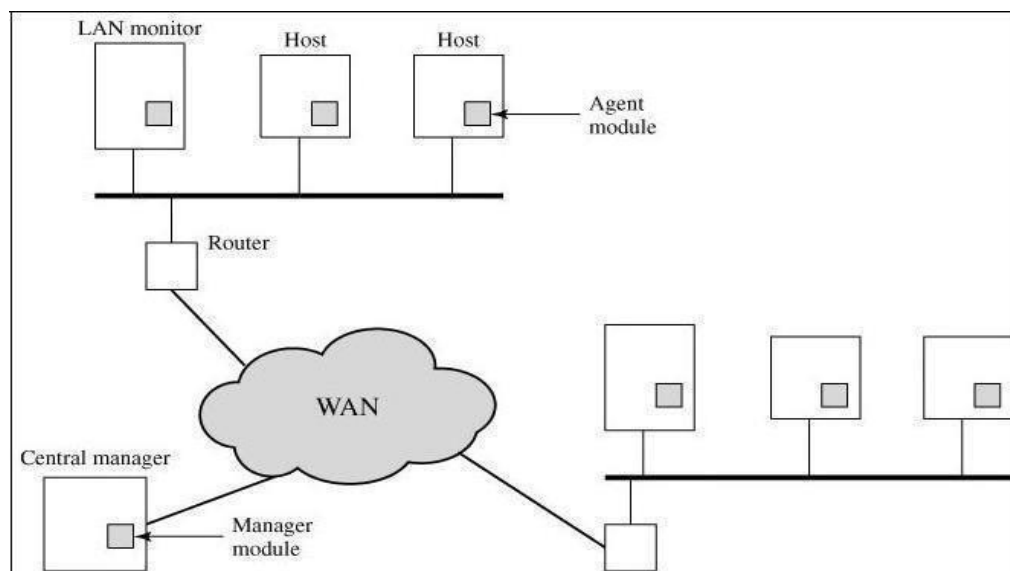 LAN monitor
Host
Host
Agent
module
Router
WAN
Central manager
Manager
module